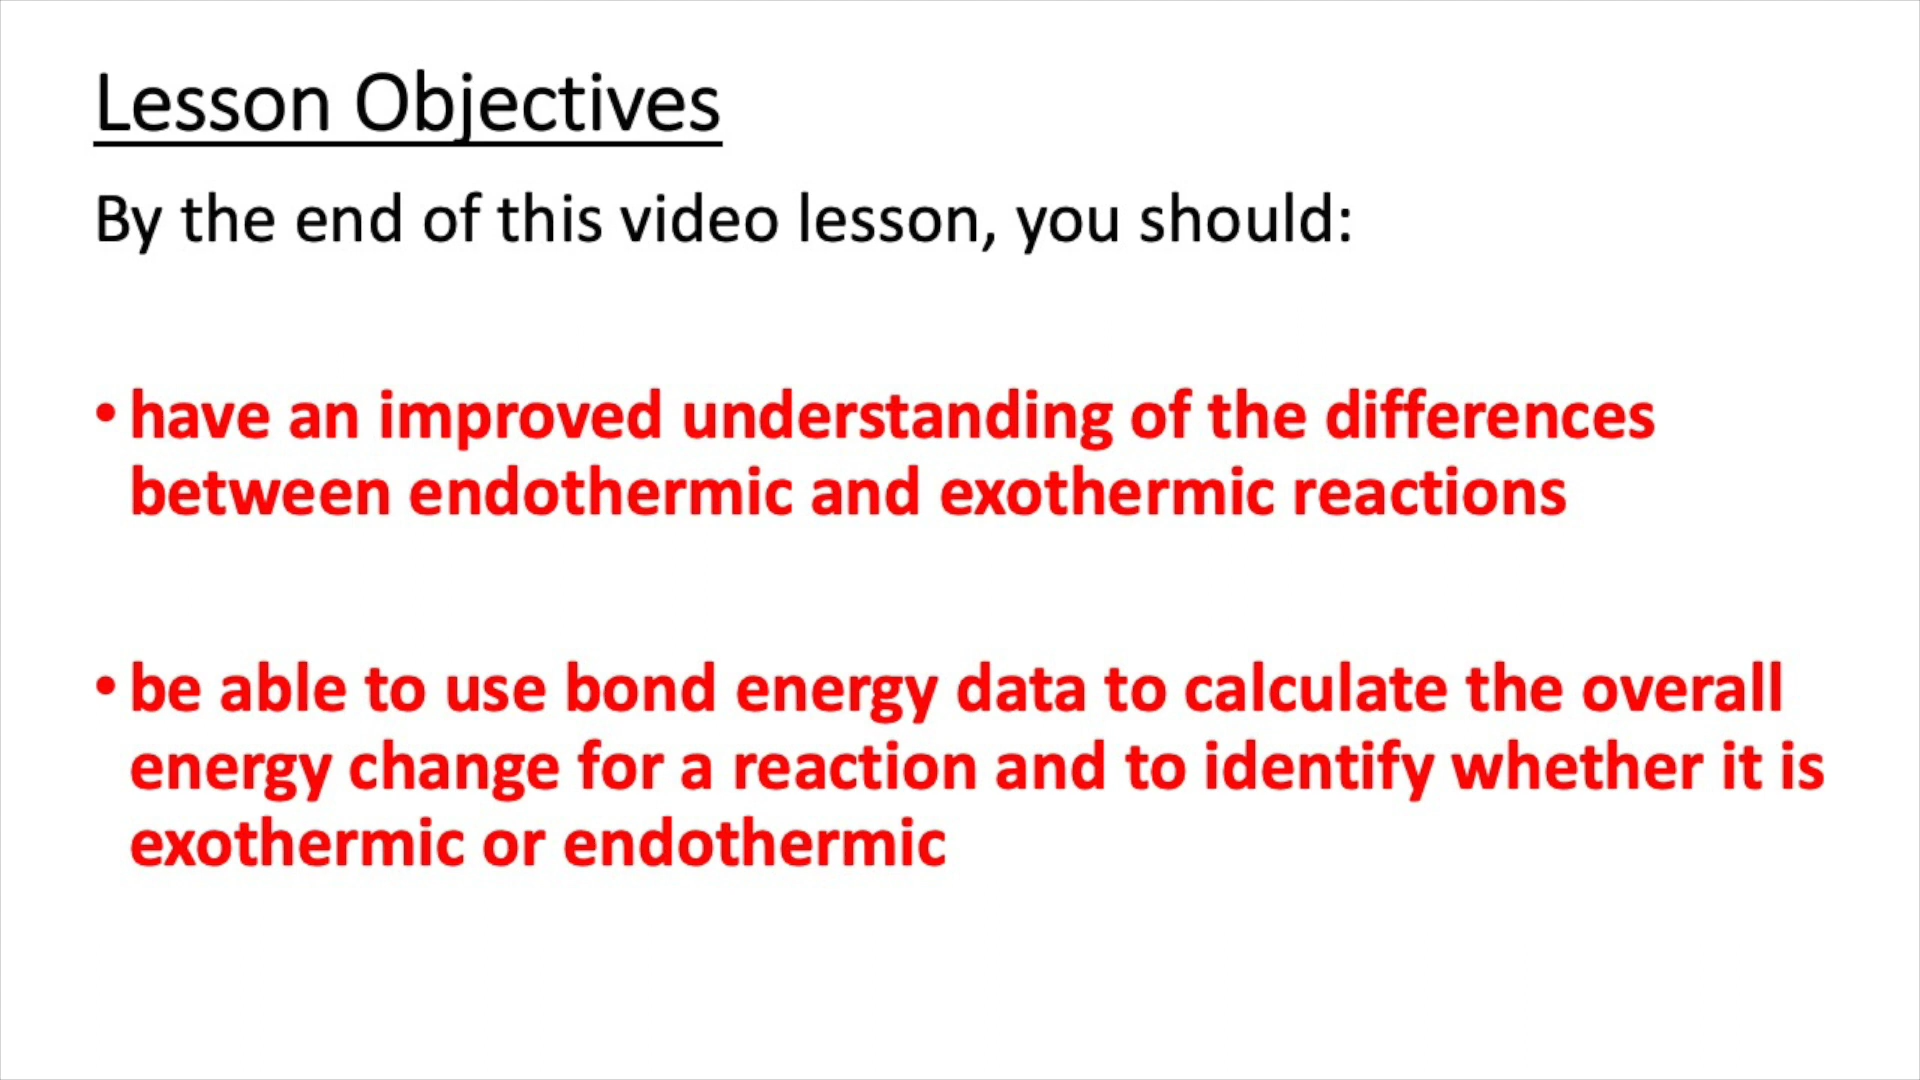 Lesson Objectives
By the end of this video lesson, you should:
• have an improved understanding of the differences
between endothermic and exothermic reactions
• be able to use bond energy data to calculate the overall
energy change for a reaction and to identify whether it is
exothermic or endothermic